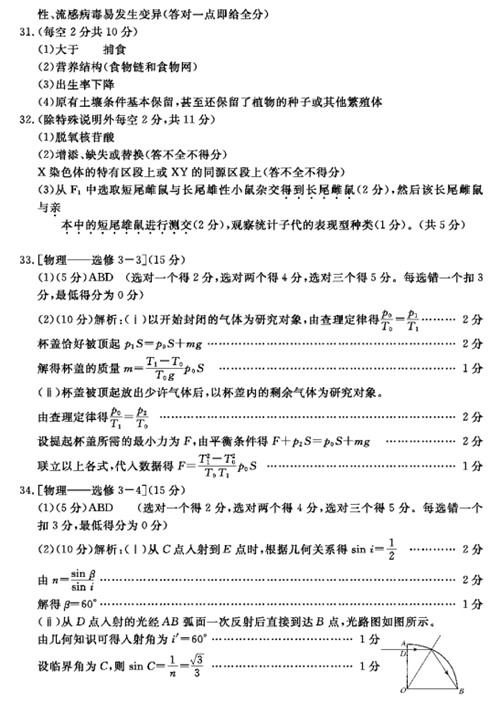 性、流感病毒易发生变异(答对一点即给全分)
31.(每空2分共10分)
(1)大于 捕食
(2)营养结构(食物链和食物网)
(3)出生率下降
(4)原有土壤条件基本保留,甚至还保留了植物的种子或其他繁殖体
32.(除特殊说明外每空2分,共11分)
(1)脱氧核苷酸
(2)增添、缺失或替换(答不全不得分)
X染色体的特有区段上或XY的同源区段上(答不全不得分)
(3)从F₁中选取短尾雌鼠与长尾雄性小鼠杂交得到长尾雌鼠(2分),然后该长尾雌鼠
与亲
本中的短尾雄鼠进行测交(2分),观察统计子代的表现型种类(1分)。(共5分)
33.[物理——选修3-3](15分)
(1)(5分)ABD (选对一个得2分,选对两个得4分,选对三个得5分。每选错一个扣3
分,最低得分为0分)
(2)(10分)解析:(ⅰ)以开始封闭的气体为研究对象,由查理定律得p₀/T₀=p₁/T₁ ……… 2分
杯盖恰好被顶起p₁S=p₀S+mg ……………………………… 2分
解得杯盖的质量m=(T₁-T₀)/(T₀g) p₀S ……………………………… 1分
(ⅱ)杯盖被顶起放出少许气体后,以杯盖内的剩余气体为研究对象。
由查理定律得p₀/T₁=p₂/T₀ ……………………………… 2分
设提起杯盖所需的最小力为F,由平衡条件得F+p₂S=p₀S+mg ……………… 2分
联立以上各式,代入数据得F=(T₁²-T₀²)/(T₀T₁) p₀S ……………………… 1分
34.[物理——选修3-4](15分)
(1)(5分)ABD (选对一个得2分,选对两个得4分,选对三个得5分。每选错一个
扣3分,最低得分为0分)
(2)(10分)解析:(Ⅰ)从C点入射到E点时,根据几何关系得sin i=1/2 ………… 2分
由n=sin β/sin i ……………………………… 2分
解得β=60° ……………………………… 1分
(ⅱ)从D点入射的光经AB弧面一次反射后直接到达B点,光路图如图所示。
由几何知识可得入射角为i′=60° ……………………………… 1分
设临界角为C,则sin C=1/n=√3/3 ……………………………… 1分
A
D
O
B